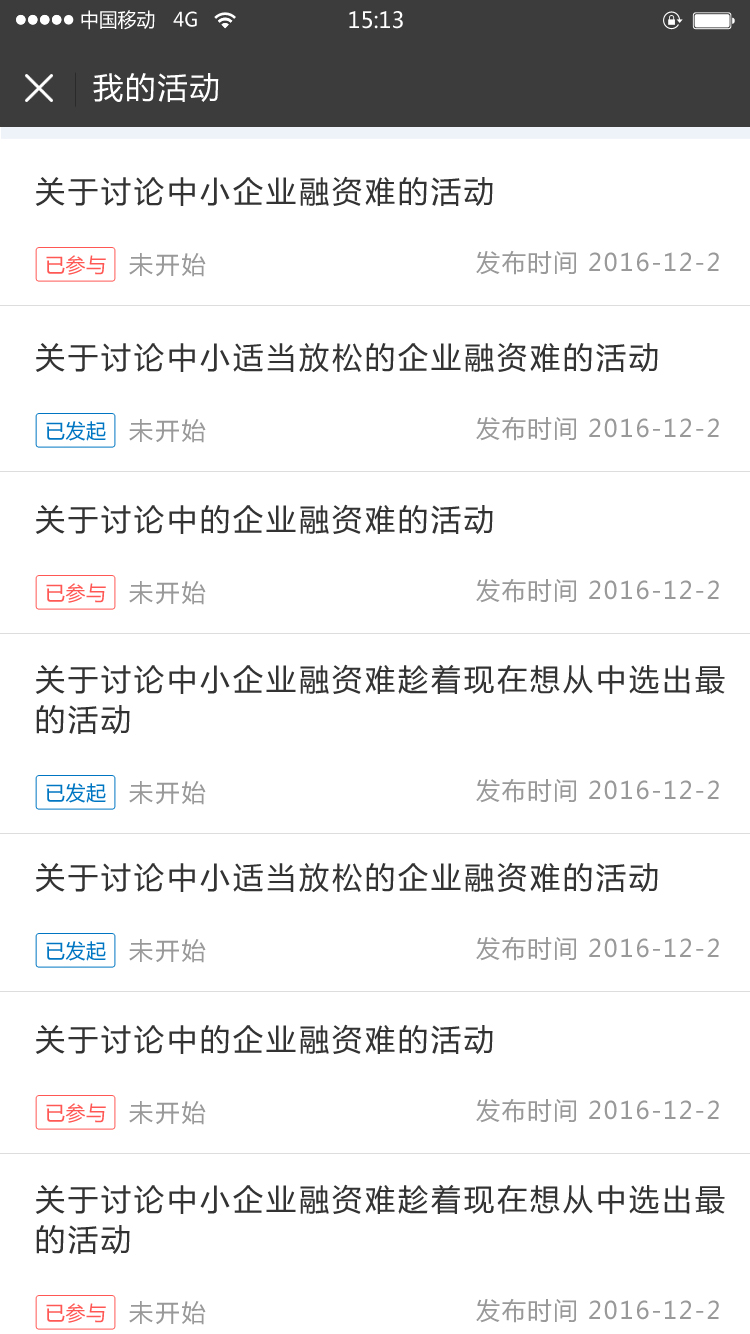 中国移动 4G 15:13
我的活动
关于讨论中小企业融资难的活动
已参与 未开始 发布时间 2016-12-2
关于讨论中小适当放松的企业融资难的活动
已发起 未开始 发布时间 2016-12-2
关于讨论中的企业融资难的活动
已参与 未开始 发布时间 2016-12-2
关于讨论中小企业融资难趁着现在想从中选出最
的活动
已发起 未开始 发布时间 2016-12-2
关于讨论中小适当放松的企业融资难的活动
已发起 未开始 发布时间 2016-12-2
关于讨论中的企业融资难的活动
已参与 未开始 发布时间 2016-12-2
关于讨论中小企业融资难趁着现在想从中选出最
的活动
已参与 未开始 发布时间 2016-12-2